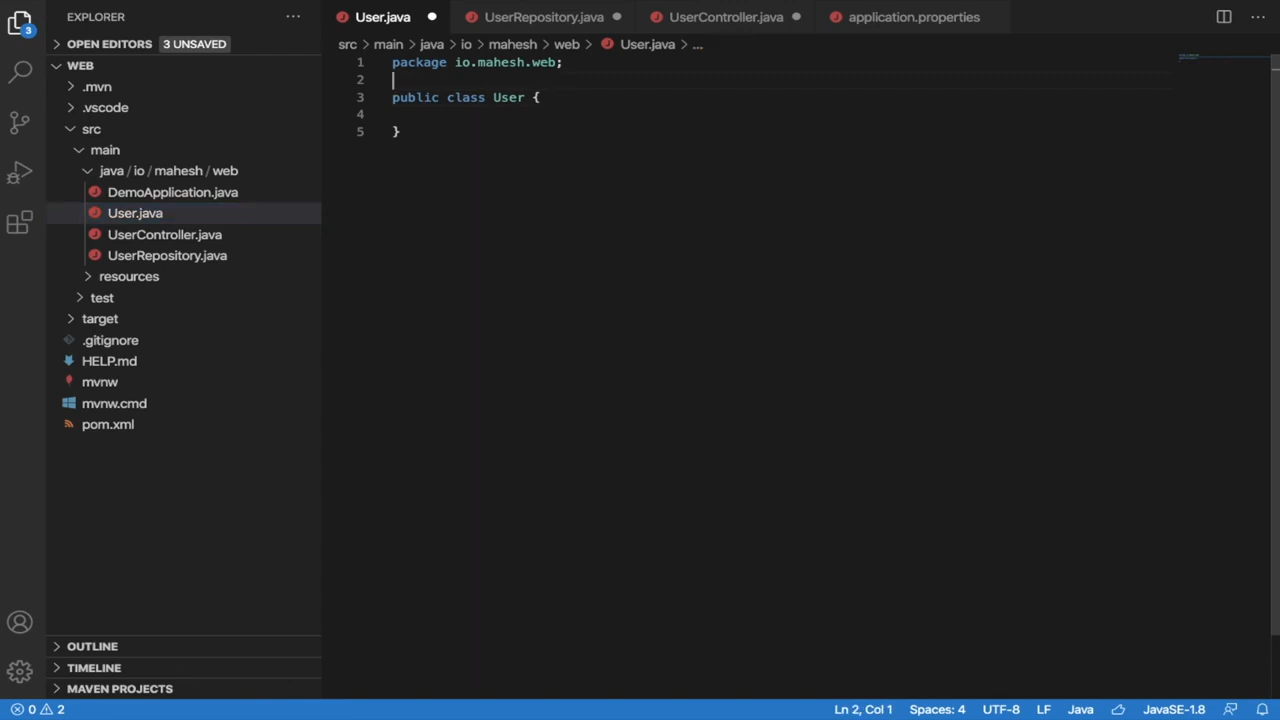 EXPLORER
User.java
UserRepository.java
UserController.java
application.properties
3
OPEN EDITORS 3 UNSAVED
src > main > java > io > mahesh > web > User.java > ...
WEB
.mvn
.vscode
src
main
java / io / mahesh / web
DemoApplication.java
User.java
UserController.java
UserRepository.java
resources
test
target
.gitignore
HELP.md
mvnw
mvnw.cmd
pom.xml
1 package io.mahesh.web;
2
3 public class User {
4
5 }
OUTLINE
TIMELINE
MAVEN PROJECTS
0 2
Ln 2, Col 1
Spaces: 4
UTF-8
LF
Java
JavaSE-1.8